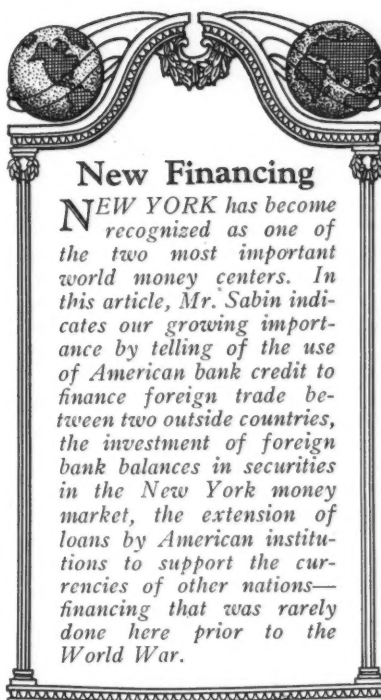 New Financing
NEW YORK has become
recognized as one of
the two most important
world money centers. In
this article, Mr. Sabin indi-
cates our growing import-
ance by telling of the use
of American bank credit to
finance foreign trade be-
tween two outside countries,
the investment of foreign
bank balances in securities
in the New York money
market, the extension of
loans by American institu-
tions to support the cur-
rencies of other nations—
financing that was rarely
done here prior to the
World War.